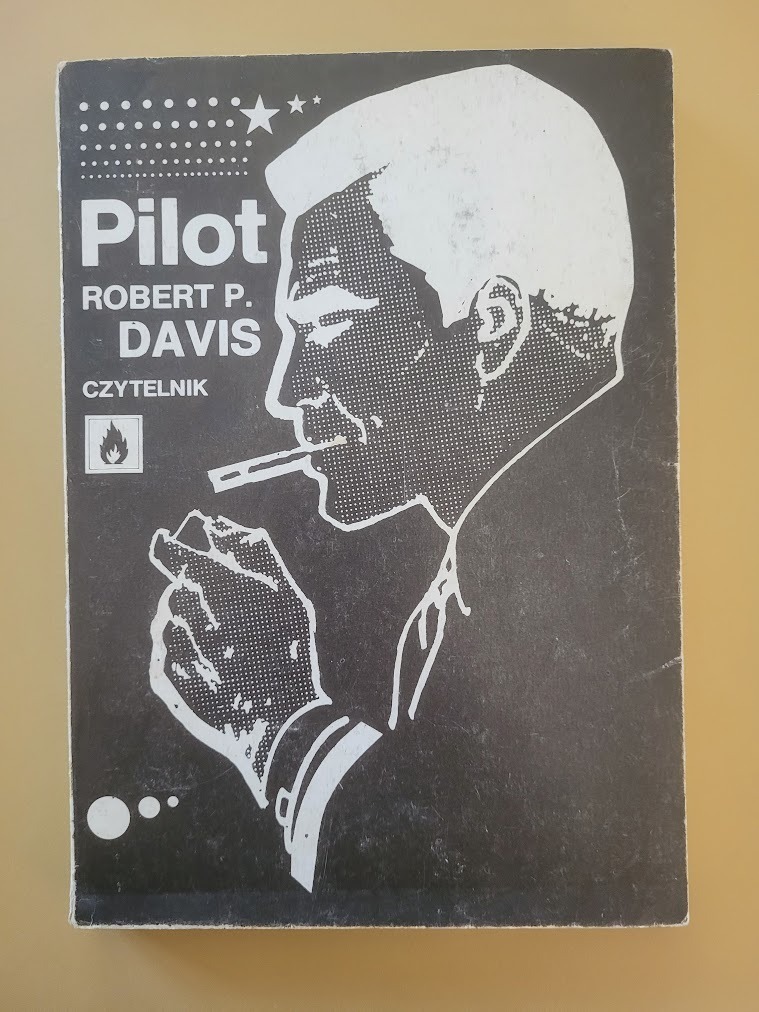 Pilot
ROBERT P.
DAVIS
CZYTELNIK